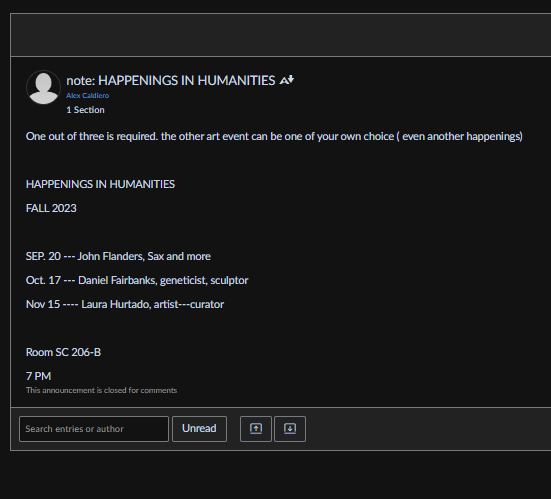 note: HAPPENINGS IN HUMANITIES
Alex Caldiero
1 Section
One out of three is required. the other art event can be one of your own choice ( even another happenings)
HAPPENINGS IN HUMANITIES
FALL 2023
SEP. 20 --- John Flanders, Sax and more
Oct. 17 --- Daniel Fairbanks, geneticist, sculptor
Nov 15 ---- Laura Hurtado, artist---curator
Room SC 206-B
7 PM
This announcement is closed for comments
Search entries or author
Unread